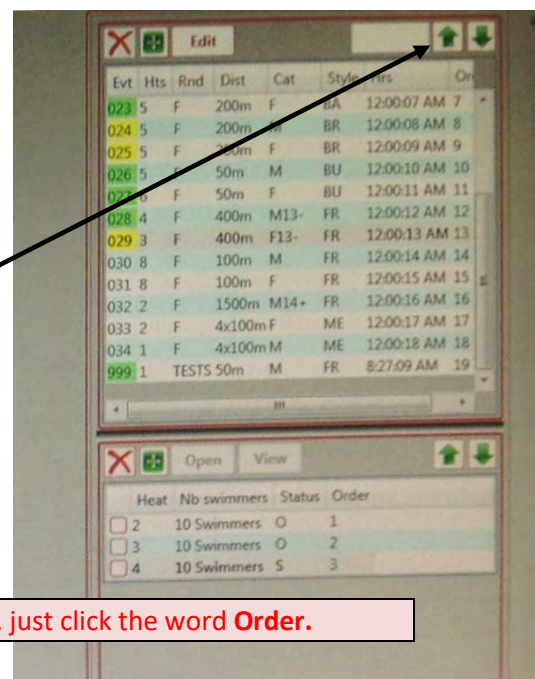 Edit
Evt Hts Rnd Dist Cat Style Hrs
023 5 F 200m F BA 12:00:07 AM 7
024 5 F 200m BR 12:00:08 AM 8
025 5 F 200m F BR 12:00:09 AM 9
026 5 F 50m M BU 12:00:10 AM 10
027 6 F 50m F BU 12:00:11 AM 11
028 4 F 400m M13- FR 12:00:12 AM 12
029 3 F 400m F13- FR 12:00:13 AM 13
030 8 F 100m M FR 12:00:14 AM 14
031 8 F 100m F FR 12:00:15 AM 15
032 2 F 1500m M14+ FR 12:00:16 AM 16
033 2 F 4x100m F ME 12:00:17 AM 17
034 1 F 4x100m M ME 12:00:18 AM 18
999 1 TESTS 50m M FR 8:27:09 AM 19
Open View
Heat Nb swimmers Status Order
2 10 Swimmers O 1
3 10 Swimmers O 2
4 10 Swimmers S 3
, just click the word Order.